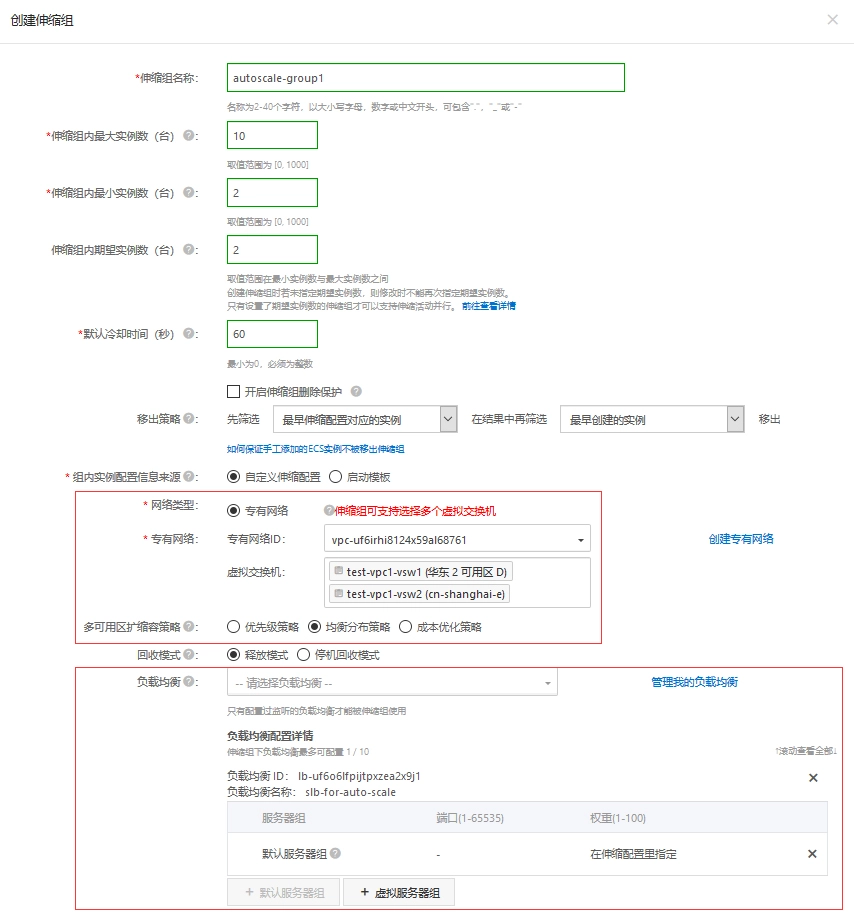 创建伸缩组
*伸缩组名称: autoscale-group1
名称为2-40个字符，以大小写字母，数字或中文开头，可包含"."，"_"或"-"
*伸缩组内最大实例数（台） : 10
取值范围为 [0, 1000]
*伸缩组内最小实例数（台） : 2
取值范围为 [0, 1000]
伸缩组内期望实例数（台） : 2
取值范围在最小实例数与最大实例数之间
创建伸缩组时若未指定期望实例数，则修改时不能再次指定期望实例数。
只有设置了期望实例数的伸缩组才可以支持伸缩活动并行。 前往查看详情
*默认冷却时间（秒） : 60
最小为0，必须为整数
开启伸缩组删除保护
移出策略 : 先筛选 最早伸缩配置对应的实例 在结果中再筛选 最早创建的实例 移出
如何保证手工添加的ECS实例不被移出伸缩组
* 组内实例配置信息来源 : 自定义伸缩配置 启动模板
* 网络类型: 专有网络 伸缩组可支持选择多个虚拟交换机
* 专有网络: 专有网络ID: vpc-uf6irhi8124x59al68761 创建专有网络
虚拟交换机: test-vpc1-vsw1 (华东 2 可用区 D)
test-vpc1-vsw2 (cn-shanghai-e)
多可用区扩缩容策略 : 优先级策略 均衡分布策略 成本优化策略
回收模式 : 释放模式 停机回收模式
负载均衡 : -- 请选择负载均衡 -- 管理我的负载均衡
只有配置过监听的负载均衡才能被伸缩组使用
负载均衡配置详情
伸缩组下负载均衡最多可配置 1 / 10 ↑滚动查看全部↓
负载均衡 ID： lb-uf6o6lfpijtpxzea2x9j1
负载均衡名称： slb-for-auto-scale
服务器组 端口(1-65535) 权重(1-100)
默认服务器组 - 在伸缩配置里指定
+ 默认服务器组 + 虚拟服务器组